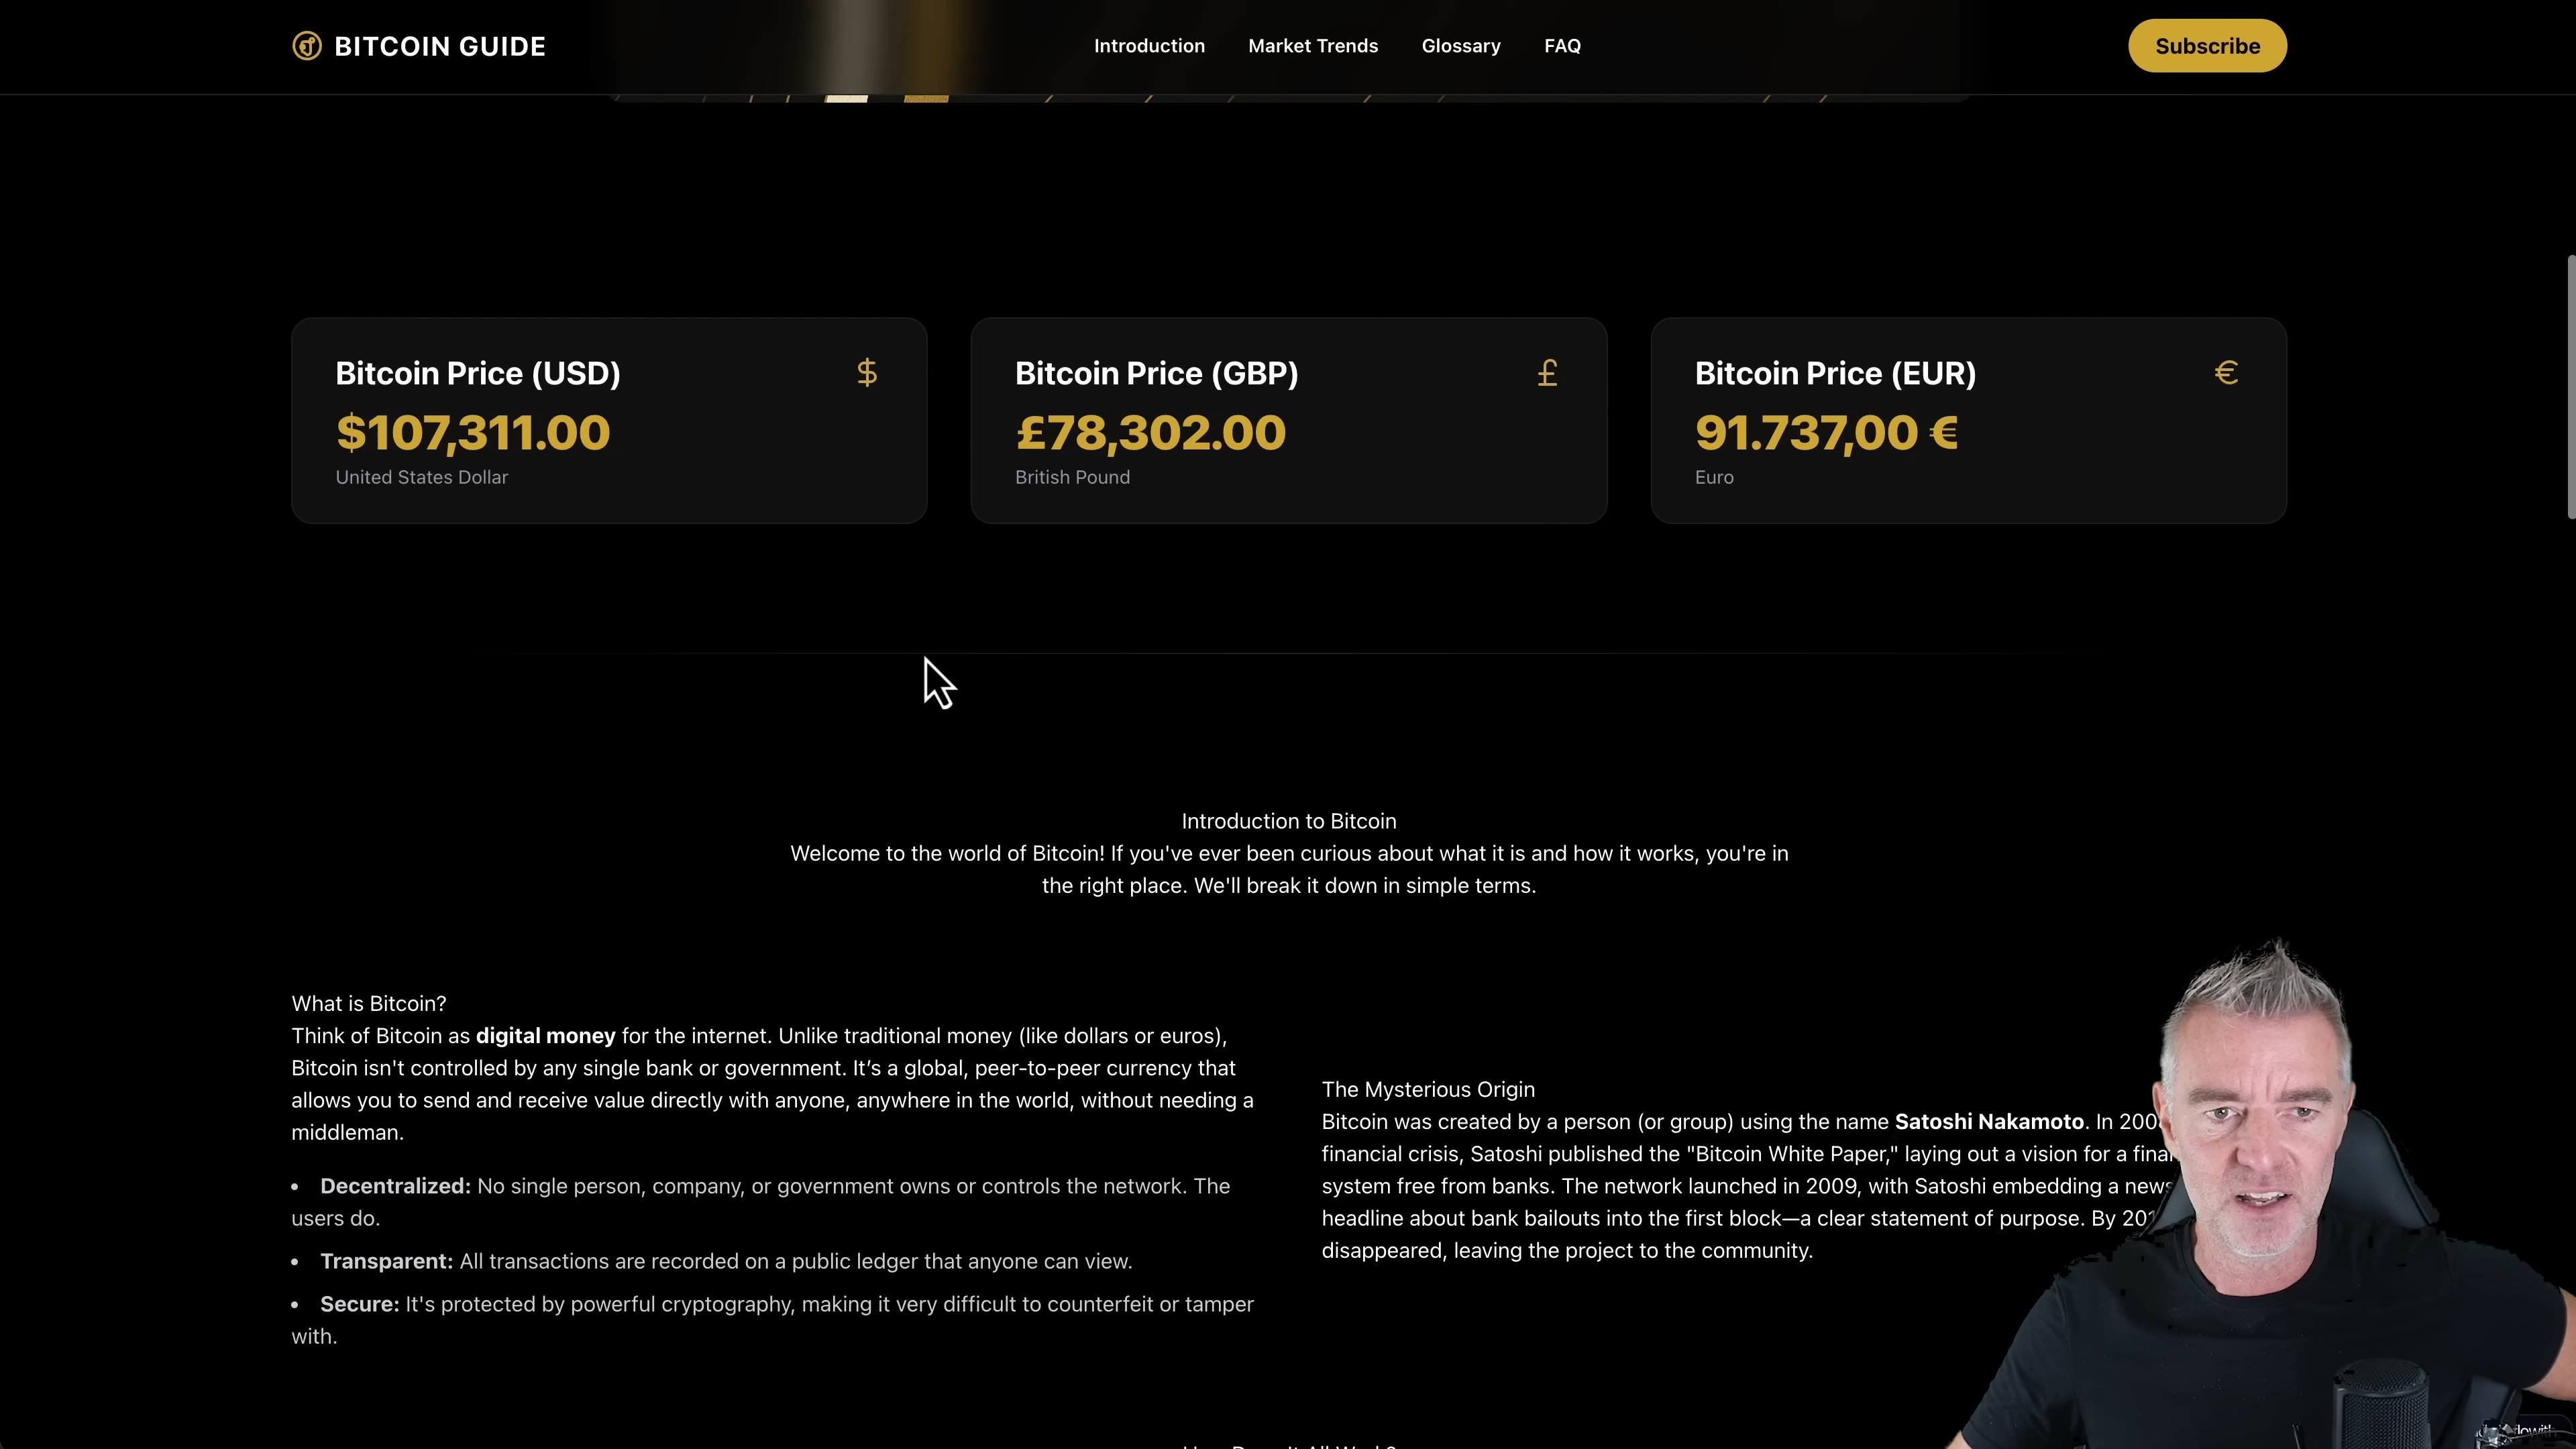 BITCOIN GUIDE
Introduction
Market Trends
Glossary
FAQ
Subscribe
Bitcoin Price (USD)
$
$107,311.00
United States Dollar
Bitcoin Price (GBP)
£
£78,302.00
British Pound
Bitcoin Price (EUR)
€
91.737,00 €
Euro
Introduction to Bitcoin
Welcome to the world of Bitcoin! If you've ever been curious about what it is and how it works, you're in
the right place. We'll break it down in simple terms.
What is Bitcoin?
Think of Bitcoin as digital money for the internet. Unlike traditional money (like dollars or euros),
Bitcoin isn't controlled by any single bank or government. It’s a global, peer-to-peer currency that
allows you to send and receive value directly with anyone, anywhere in the world, without needing a
middleman.
• Decentralized: No single person, company, or government owns or controls the network. The
users do.
• Transparent: All transactions are recorded on a public ledger that anyone can view.
• Secure: It's protected by powerful cryptography, making it very difficult to counterfeit or tamper
with.
The Mysterious Origin
Bitcoin was created by a person (or group) using the name Satoshi Nakamoto. In
financial crisis, Satoshi published the "Bitcoin White Paper," laying out a vision for a
system free from banks. The network launched in 2009, with Satoshi embedding a
headline about bank bailouts into the first block—a clear statement of purpose. By
disappeared, leaving the project to the community.